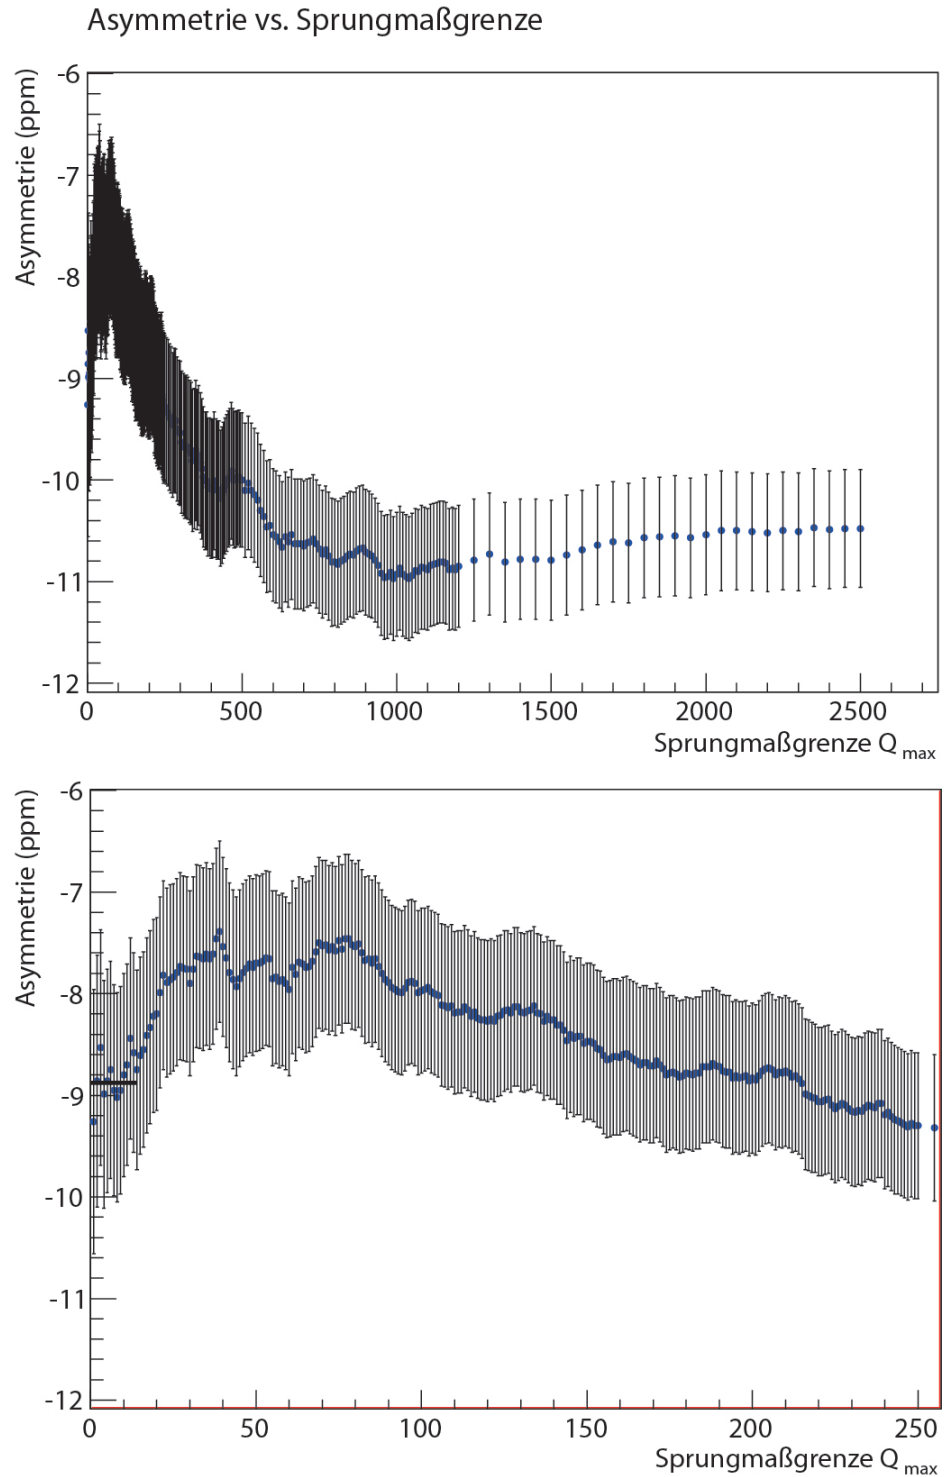 Asymmetrie vs. Sprungmaßgrenze
Asymmetrie (ppm)
-6
-7
-8
-9
-10
-11
-12
0 500 1000 1500 2000 2500
Sprungmaßgrenze Q max
Asymmetrie (ppm)
-6
-7
-8
-9
-10
-11
-12
0 50 100 150 200 250
Sprungmaßgrenze Q max